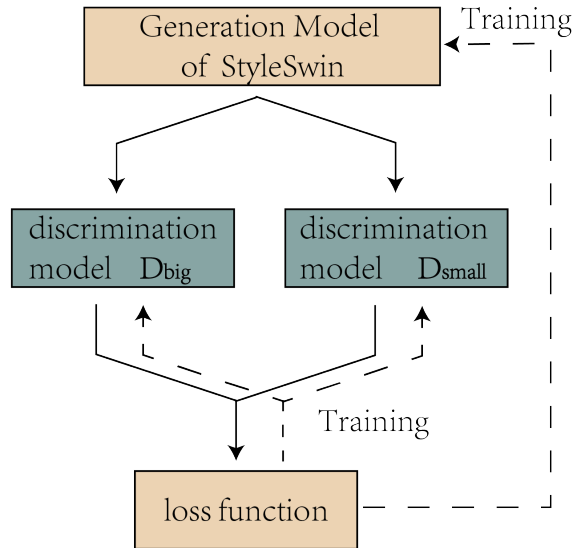 Generation Model
of StyleSwin
Training
discrimination
model Dbig
discrimination
model Dsmall
Training
loss function